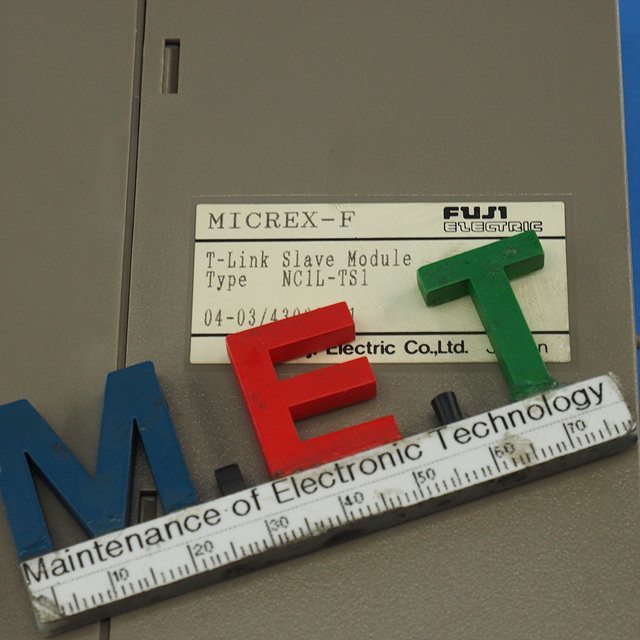 MICREX-F
FUJI
ELECTRIC
T-Link Slave Module
Type NC1L-TS1
Electric Co.,Ltd.
M.E.T
Maintenance of Electronic Technology
10 20 30 40 50 60 70